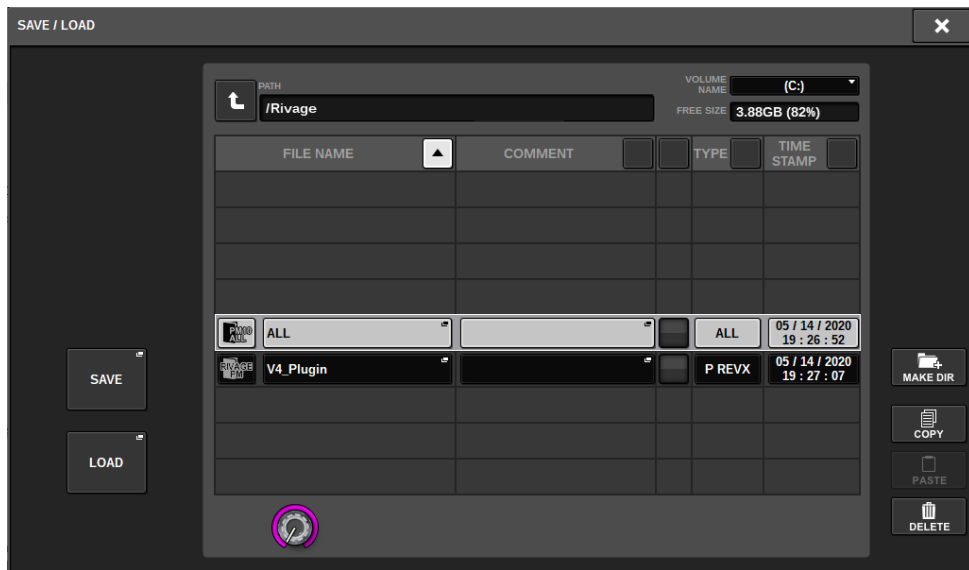 SAVE / LOAD
PATH
/Rivage
VOLUME
NAME
(C:)
FREE SIZE
3.88GB (82%)
FILE NAME
COMMENT
TYPE
TIME
STAMP
PM10
ALL
ALL
ALL
05 / 14 / 2020
19 : 26 : 52
RIVAGE
PM
V4_Plugin
P REVX
05 / 14 / 2020
19 : 27 : 07
SAVE
LOAD
MAKE DIR
COPY
PASTE
DELETE